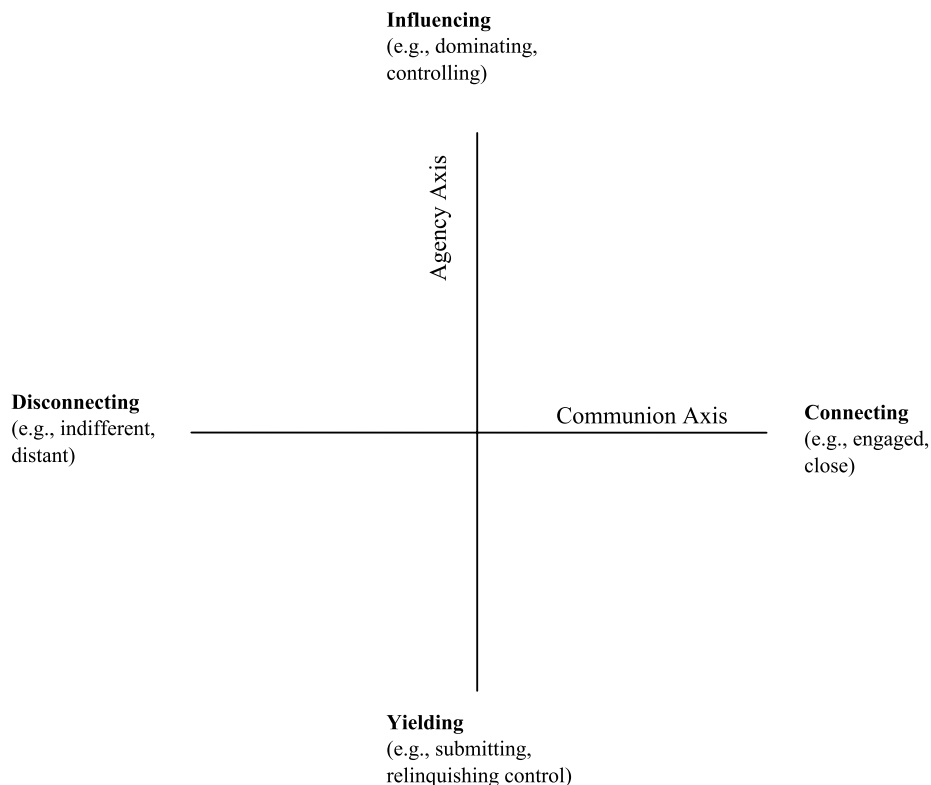 Influencing
(e.g., dominating,
controlling)
Agency Axis
Disconnecting
(e.g., indifferent,
distant)
Communion Axis
Connecting
(e.g., engaged,
close)
Yielding
(e.g., submitting,
relinquishing control)